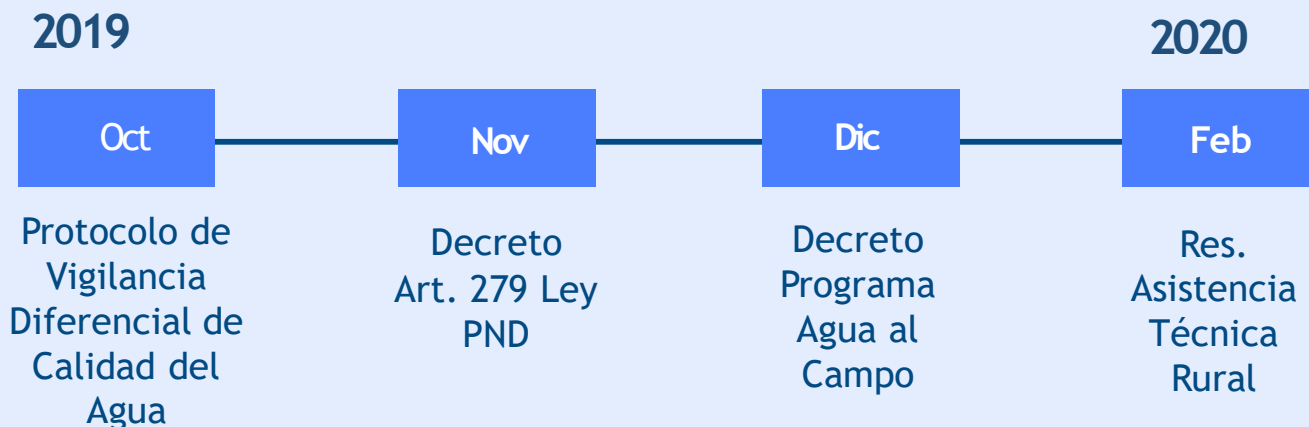 2019
2020
Oct
Nov
Dic
Feb
Protocolo de
Vigilancia
Diferencial de
Calidad del
Agua
Decreto
Art. 279 Ley
PND
Decreto
Programa
Agua al
Campo
Res.
Asistencia
Técnica
Rural